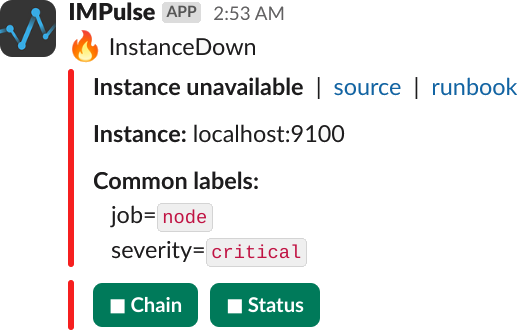 IMPulse APP 2:53 AM
🔥 InstanceDown
Instance unavailable | source | runbook
Instance: localhost:9100
Common labels:
job=node
severity=critical
■ Chain ■ Status